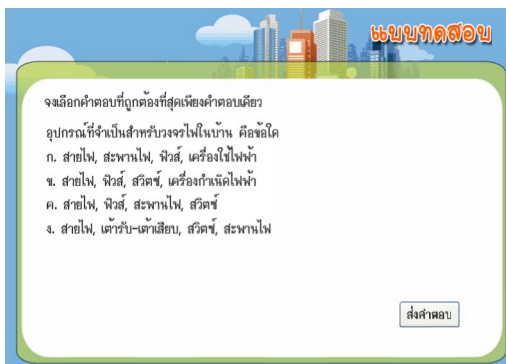 แบบทดสอบ
จงเลือกคำตอบที่ถูกต้องที่สุดเพียงคำตอบเดียว
อุปกรณ์ที่จำเป็นสำหรับวงจรไฟในบ้าน คือข้อใด
ก. สายไฟ, สะพานไฟ, ฟิวส์, เครื่องใช้ไฟฟ้า
ข. สายไฟ, ฟิวส์, สวิตช์, เครื่องกำเนิดไฟฟ้า
ค. สายไฟ, ฟิวส์, สะพานไฟ, สวิตช์
ง. สายไฟ, เต้ารับ-เต้าเสียบ, สวิตช์, สะพานไฟ
ส่งคำตอบ